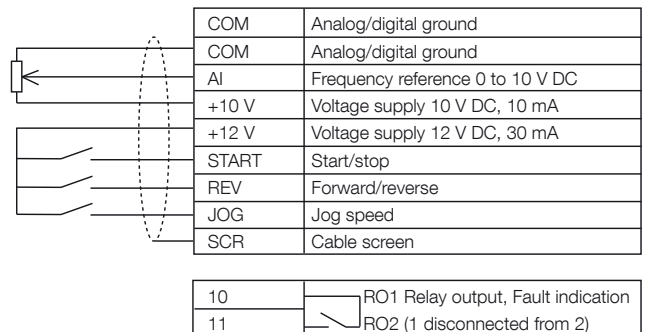 COM Analog/digital ground
COM Analog/digital ground
AI Frequency reference 0 to 10 V DC
+10 V Voltage supply 10 V DC, 10 mA
+12 V Voltage supply 12 V DC, 30 mA
START Start/stop
REV Forward/reverse
JOG Jog speed
SCR Cable screen
10 RO1 Relay output, Fault indication
11 RO2 (1 disconnected from 2)